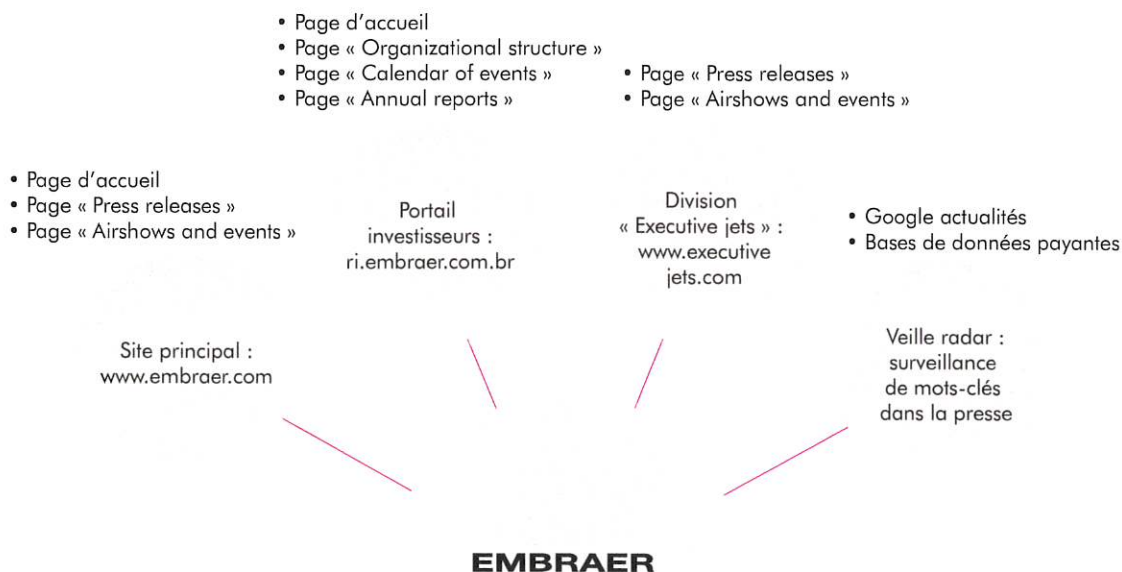 • Page d'accueil
• Page « Organizational structure »
• Page « Calendar of events »
• Page « Annual reports »
• Page « Press releases »
• Page « Airshows and events »
• Page d'accueil
• Page « Press releases »
• Page « Airshows and events »
Portail
investisseurs :
ri.embraer.com.br
Division
« Executive jets » :
www.executive
jets.com
• Google actualités
• Bases de données payantes
Site principal :
www.embraer.com
Veille radar :
surveillance
de mots-clés
dans la presse
EMBRAER